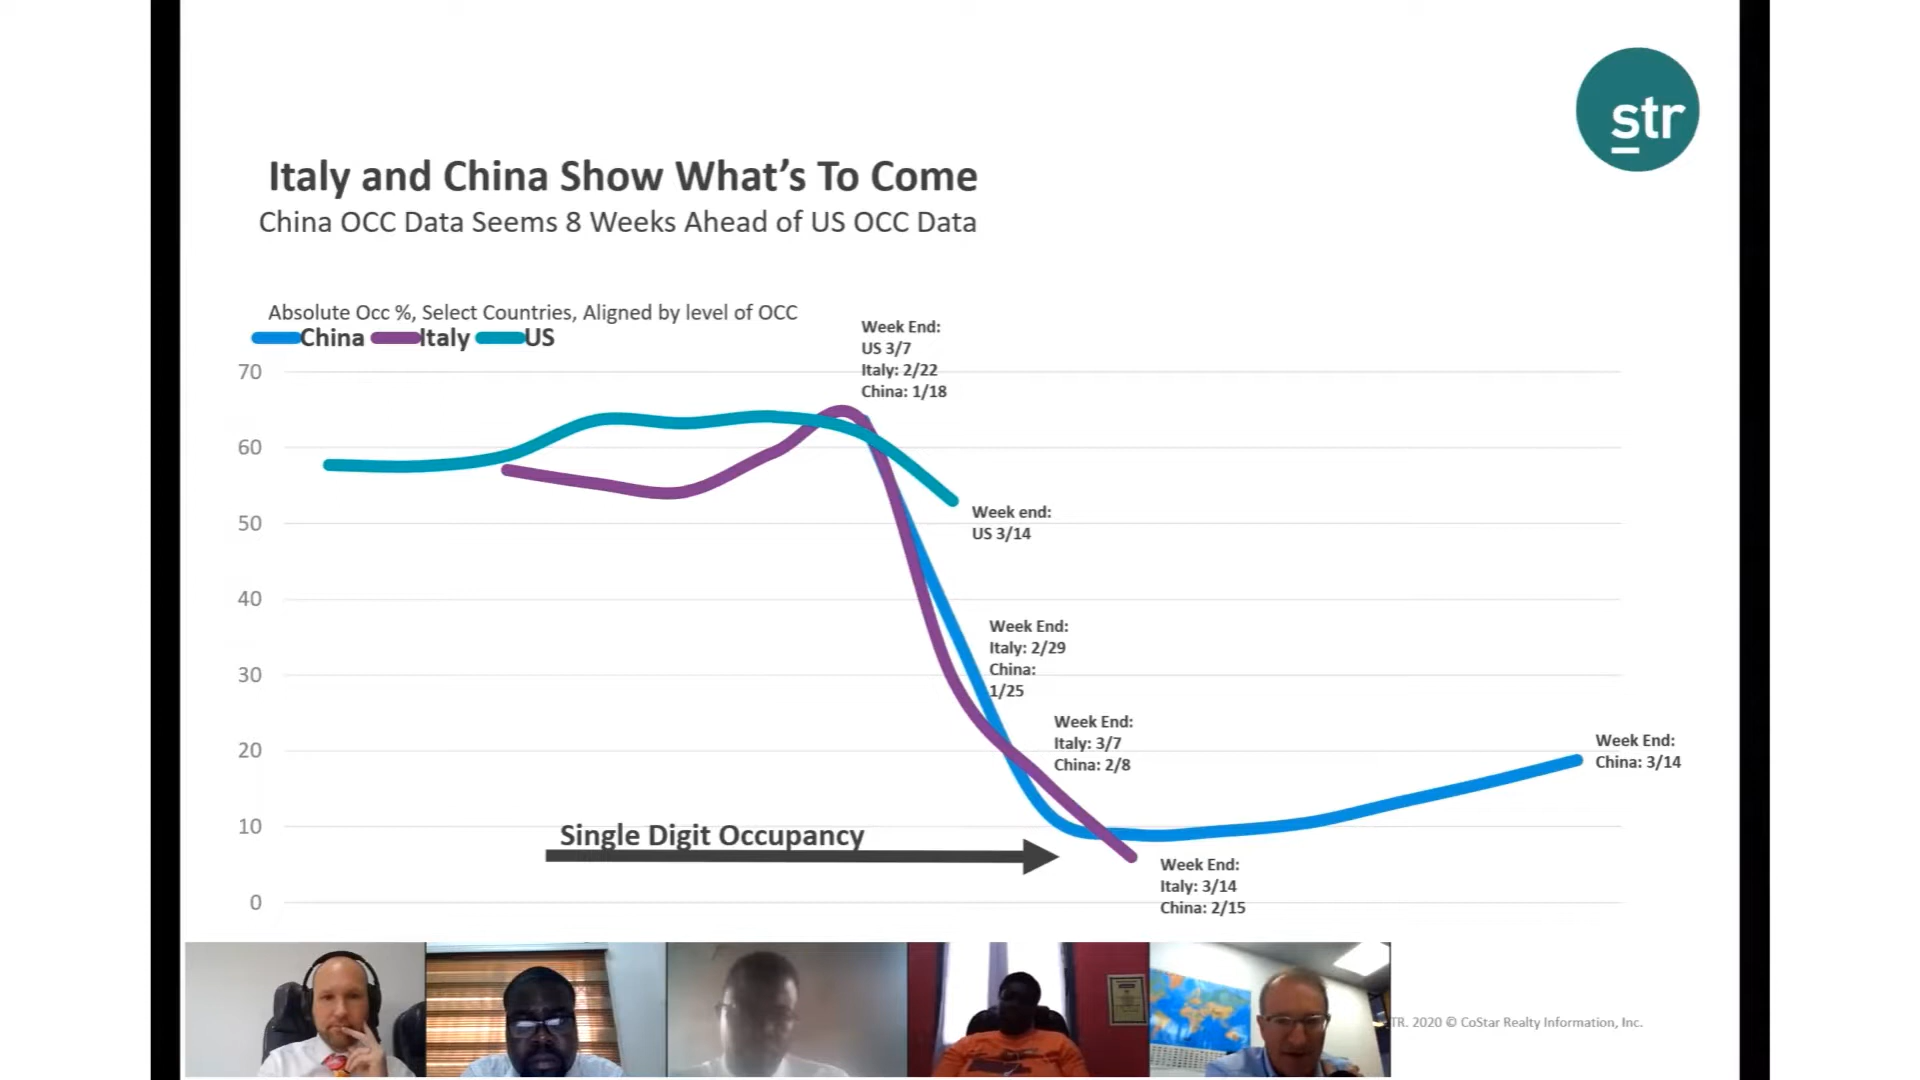 str
Italy and China Show What's To Come
China OCC Data Seems 8 Weeks Ahead of US OCC Data
Absolute Occ %, Select Countries, Aligned by level of OCC
China Italy US
Week End:
US 3/7
Italy: 2/22
China: 1/18
70
60
50
40
30
20
10
0
Week end:
US 3/14
Week End:
Italy: 2/29
China:
1/25
Week End:
Italy: 3/7
China: 2/8
Week End:
China: 3/14
Single Digit Occupancy
Week End:
Italy: 3/14
China: 2/15
TR. 2020 © CoStar Realty Information, Inc.